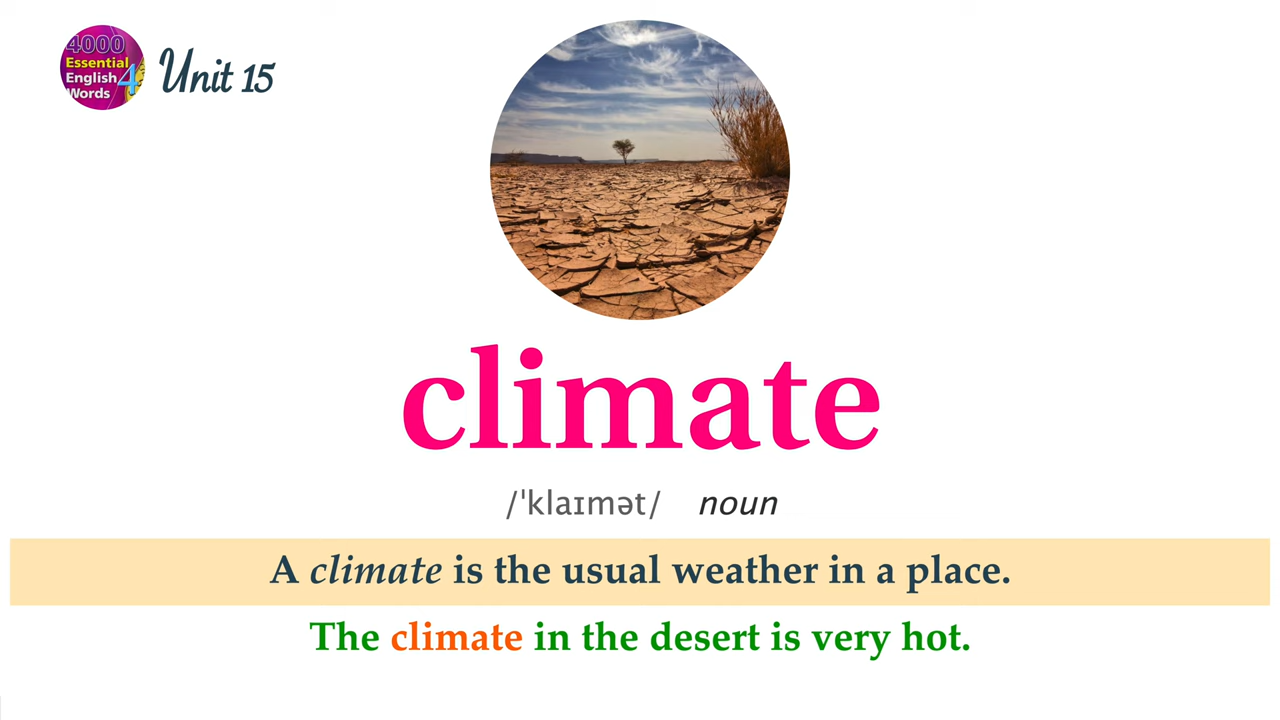 4000
Essential
English
Words 4
Unit 15
climate
/ˈklaɪmət/ noun
A climate is the usual weather in a place.
The climate in the desert is very hot.